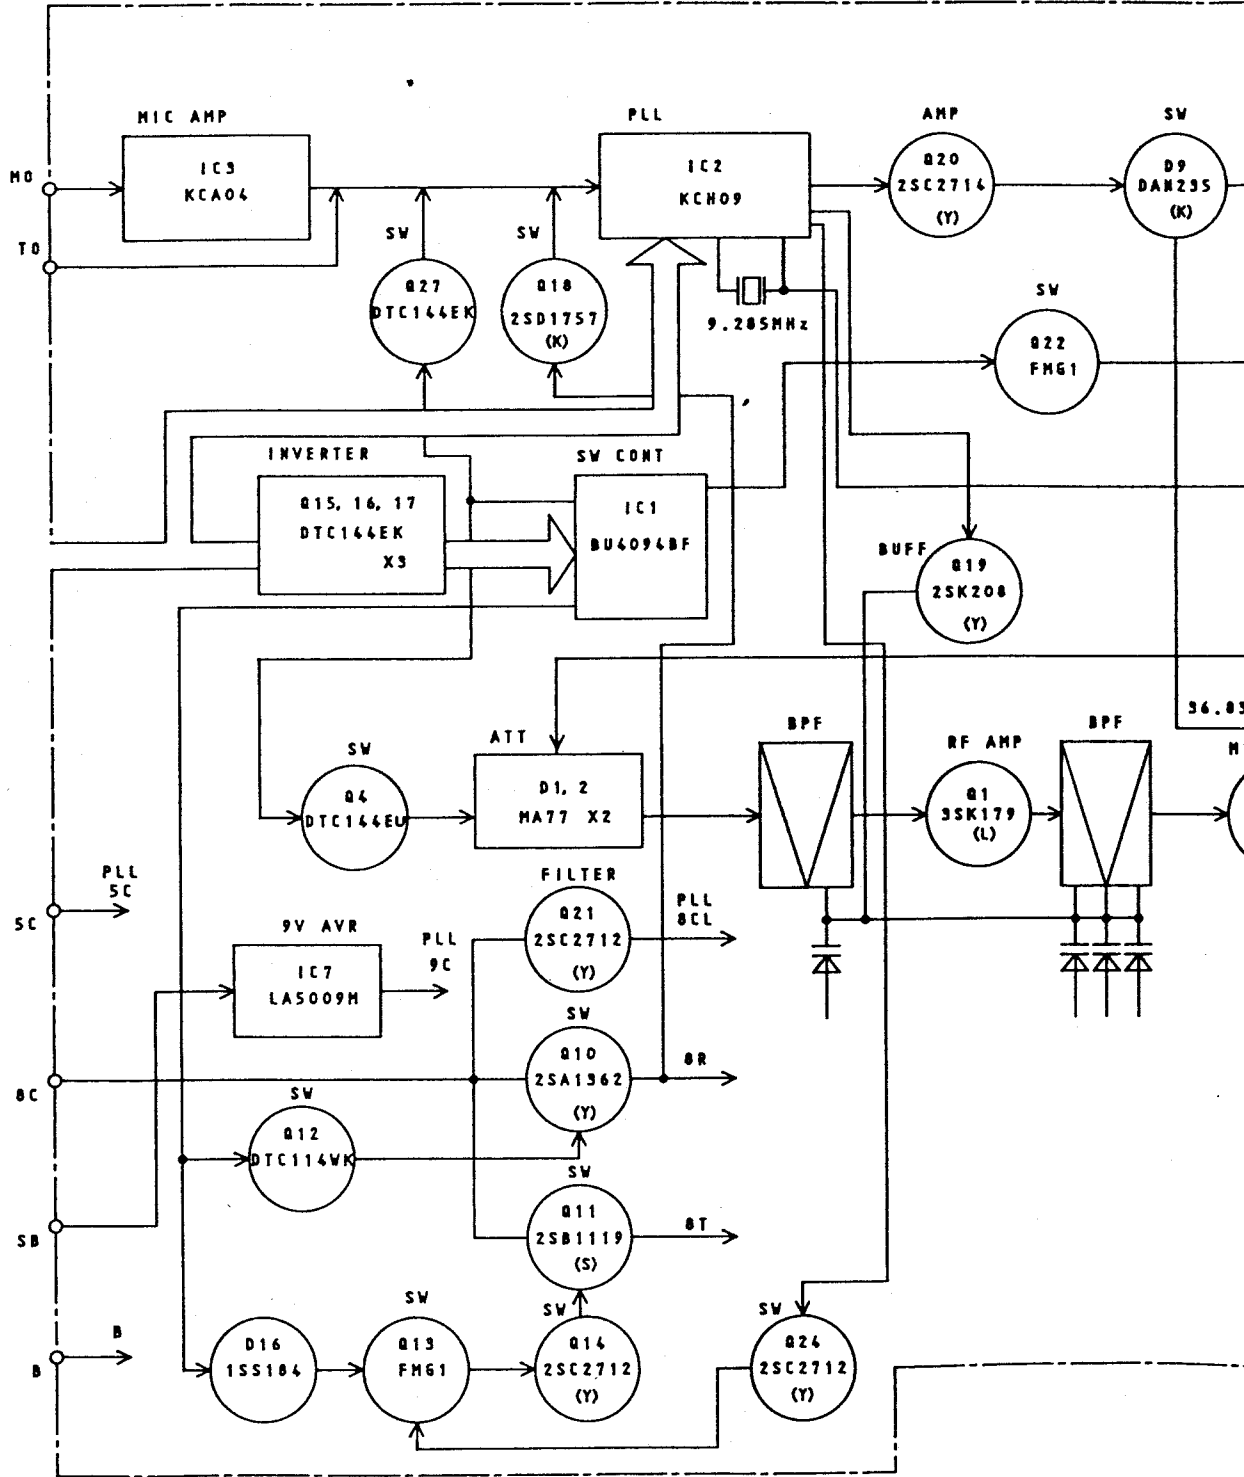 MIC AMP
PLL
AMP
SW
MO
IC3
KCA04
IC2
KCH09
Q20
2SC2714
(Y)
D9
DAN235
(K)
TO
SW
SW
Q27
DTC144EK
Q18
2SD1757
(K)
9.285MHz
SW
Q22
FMG1
INVERTER
SW CONT
Q15, 16, 17
DTC144EK
X3
IC1
BU4094BF
BUFF
Q19
2SK208
(Y)
36.83
SW
ATT
BPF
RF AMP
BPF
M
Q4
DTC144EU
D1, 2
MA77 X2
Q1
3SK179
(L)
PLL
5C
5C
FILTER
Q21
2SC2712
(Y)
PLL
8CL
9V AVR
IC7
LA5009M
PLL
9C
SW
Q10
2SA1362
(Y)
8R
8C
SW
Q12
DTC114WK
SW
Q11
2SB1119
(S)
8T
SB
SW
SW
SW
B
B
D16
1SS184
Q13
FMG1
Q14
2SC2712
(Y)
Q24
2SC2712
(Y)